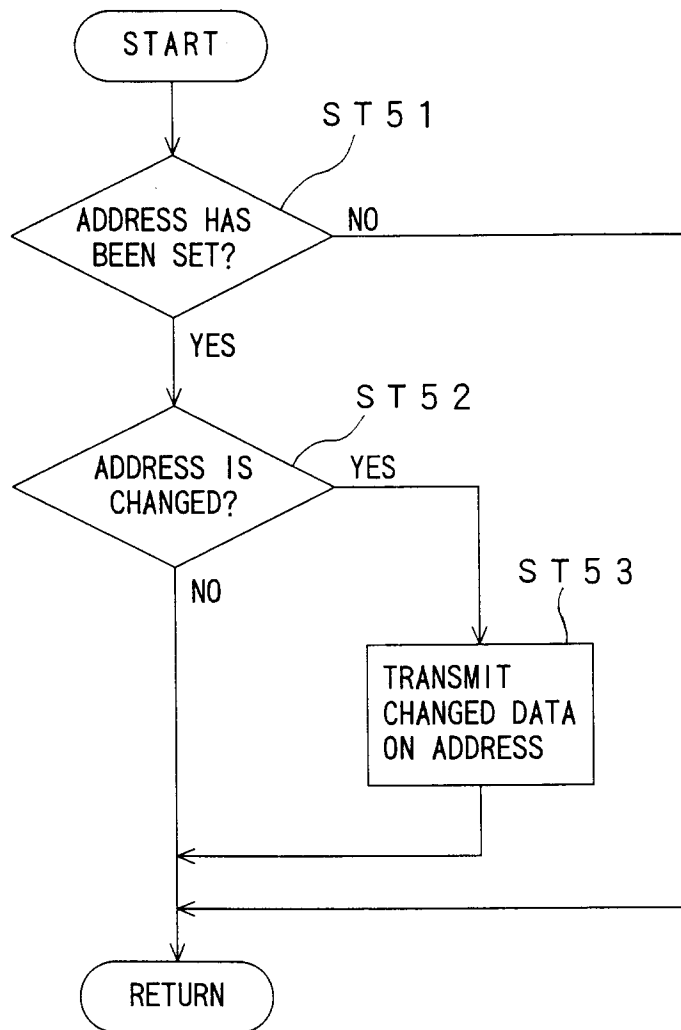 START
ST51
ADDRESS HAS
BEEN SET?
NO
YES
ST52
ADDRESS IS
CHANGED?
YES
NO
ST53
TRANSMIT
CHANGED DATA
ON ADDRESS
RETURN